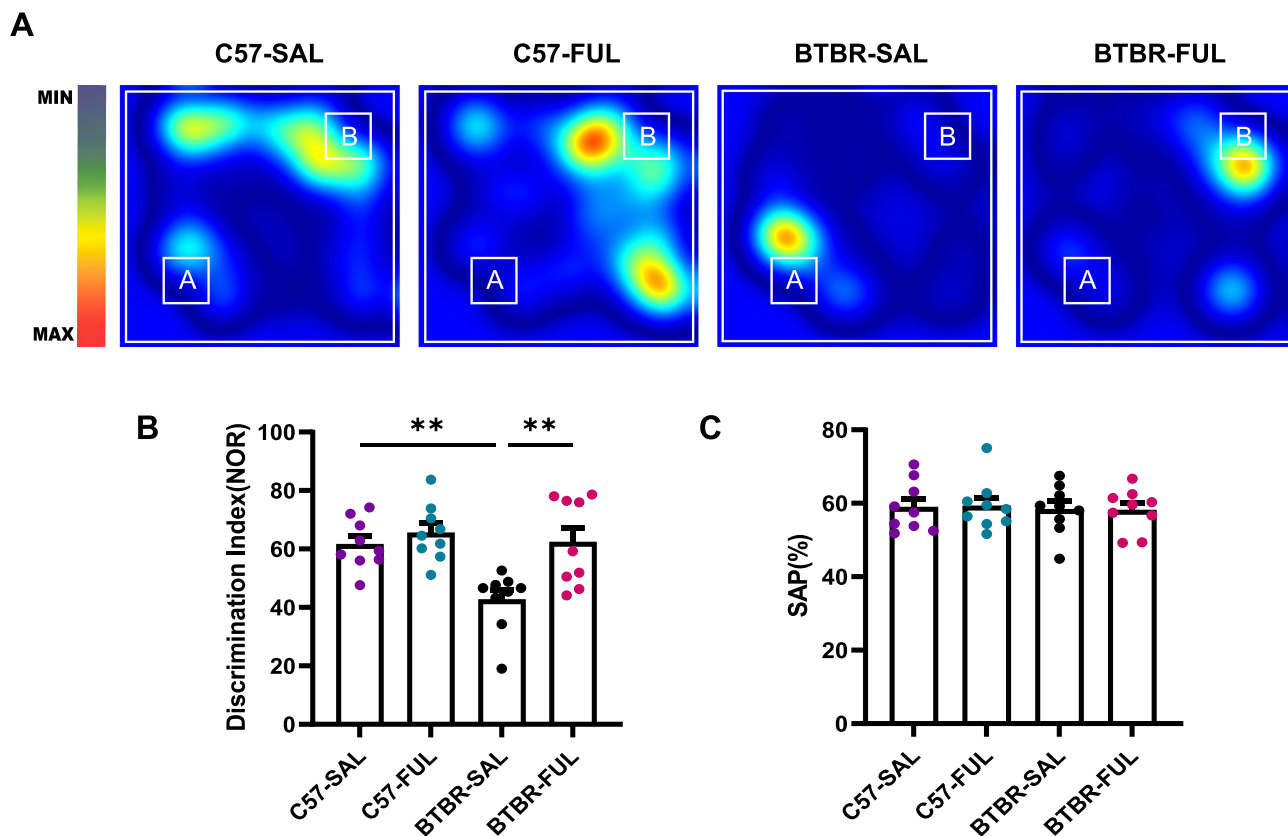 A
C57-SAL
C57-FUL
BTBR-SAL
BTBR-FUL
MIN
MAX
B
A
B
A
B
A
B
A
B
Discrimination Index(NOR)
100
80
60
40
20
0
**
**
C57-SAL
C57-FUL
BTBR-SAL
BTBR-FUL
C
SAP(%)
80
60
40
20
0
C57-SAL
C57-FUL
BTBR-SAL
BTBR-FUL